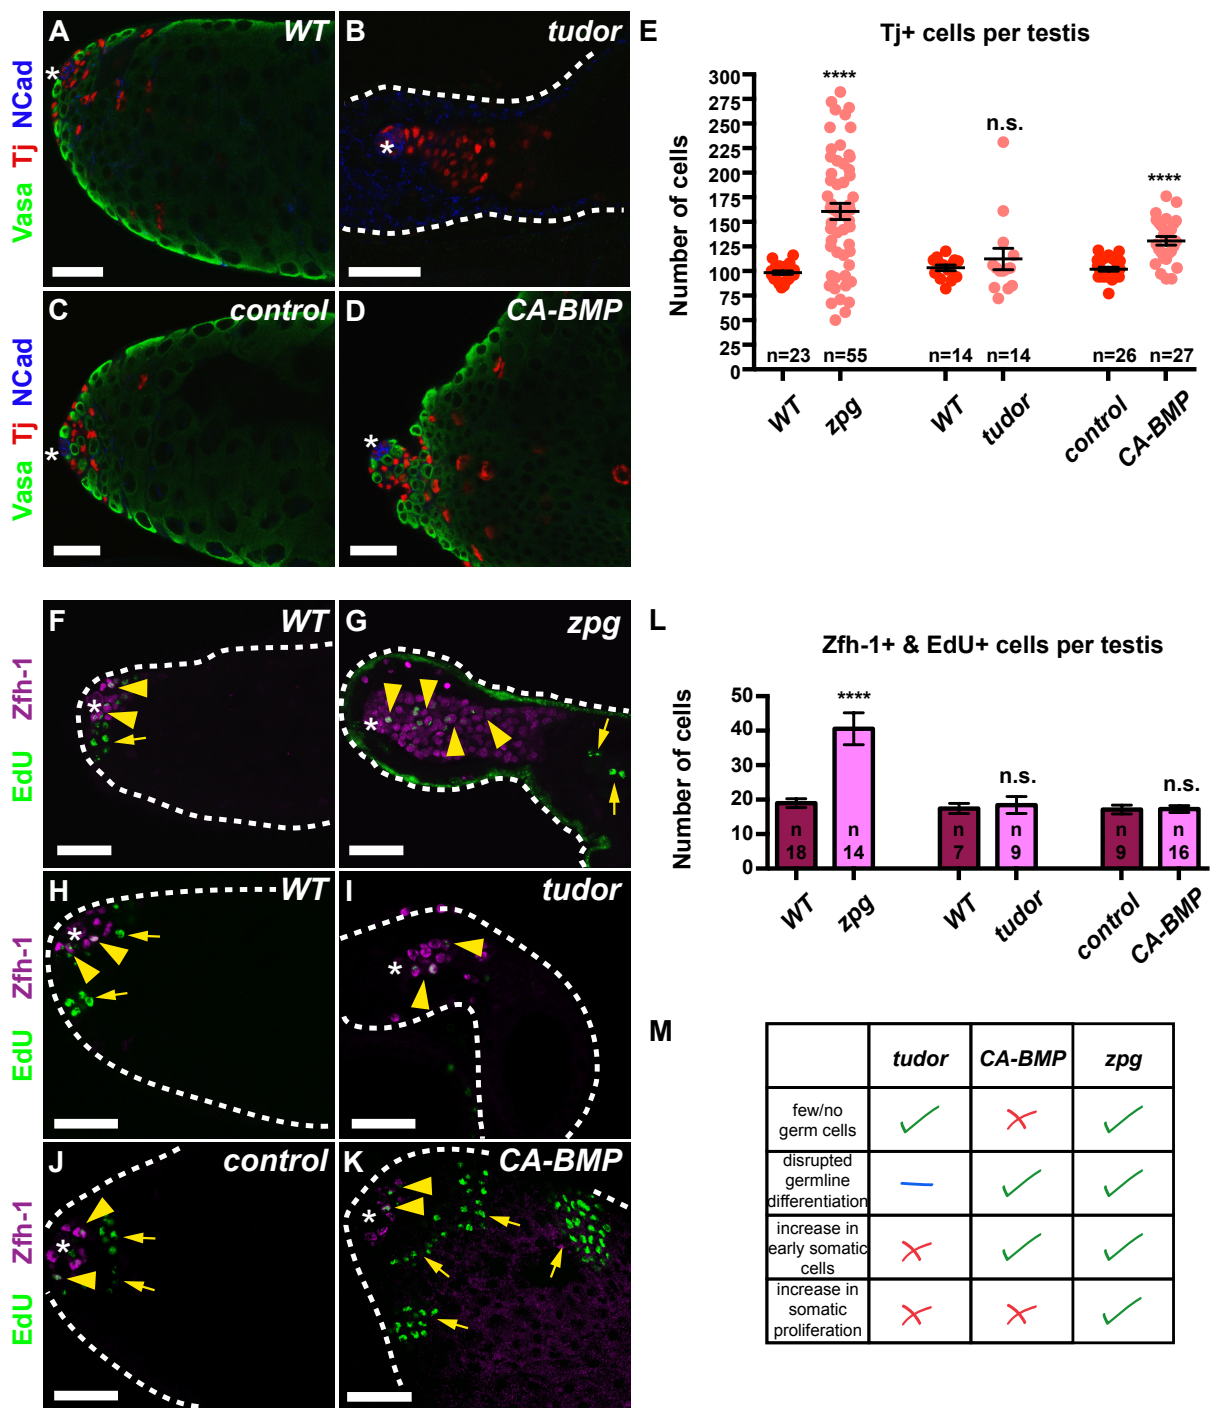 A
WT
B
tudor
*
*
Vasa Tj NCad
C
control
D
CA-BMP
*
*
Vasa Tj NCad
E
Tj+ cells per testis
Number of cells
300
275
250
225
200
175
150
125
100
75
50
25
0
****
n.s.
****
n=23
n=55
n=14
n=14
n=26
n=27
WT
zpg
WT
tudor
control
CA-BMP
F
WT
G
zpg
*
*
EdU Zfh-1
H
WT
I
tudor
*
*
EdU Zfh-1
J
control
K
CA-BMP
*
*
EdU Zfh-1
L
Zfh-1+ & EdU+ cells per testis
Number of cells
50
40
30
20
10
0
****
n.s.
n.s.
n
18
n
14
n
7
n
9
n
9
n
16
WT
zpg
WT
tudor
control
CA-BMP
M
tudor CA-BMP zpg
few/no
germ cells
disrupted
germline
differentiation
increase in
early somatic
cells
increase in
somatic
proliferation